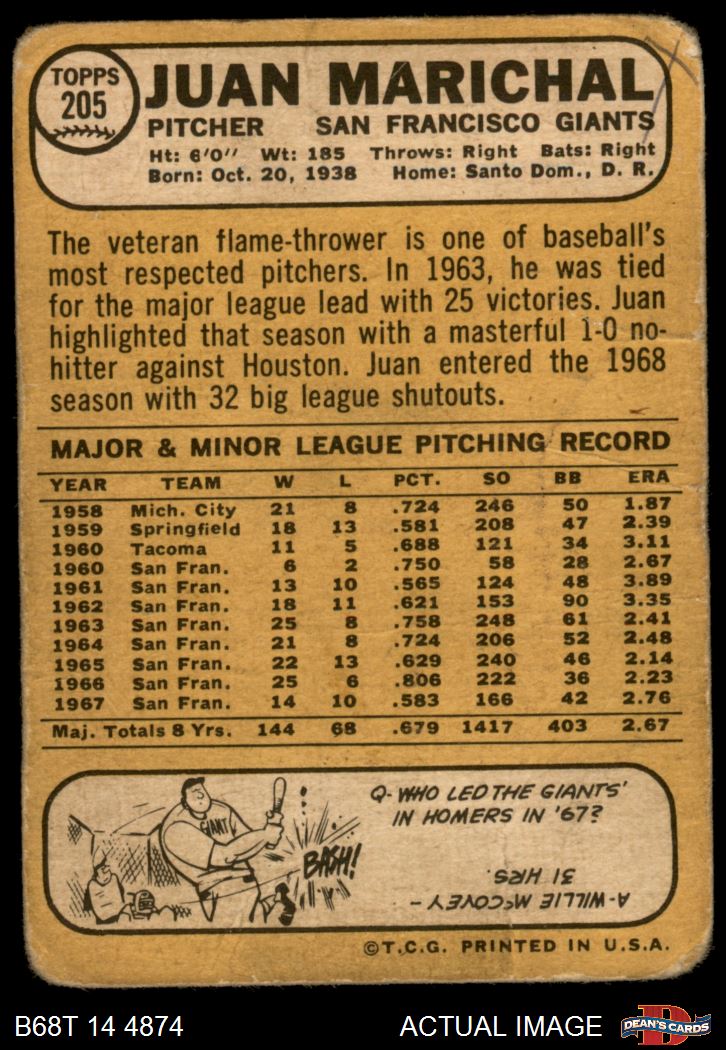 TOPPS
205
JUAN MARICHAL
PITCHER SAN FRANCISCO GIANTS
Ht: 6'0" Wt: 185 Throws: Right Bats: Right
Born: Oct. 20, 1938 Home: Santo Dom., D. R.
The veteran flame-thrower is one of baseball's
most respected pitchers. In 1963, he was tied
for the major league lead with 25 victories. Juan
highlighted that season with a masterful 1-0 no-
hitter against Houston. Juan entered the 1968
season with 32 big league shutouts.
MAJOR & MINOR LEAGUE PITCHING RECORD
YEAR TEAM W L PCT. SO BB ERA
1958 Mich. City 21 8 .724 246 50 1.87
1959 Springfield 18 13 .581 208 47 2.39
1960 Tacoma 11 5 .688 121 34 3.11
1960 San Fran. 6 2 .750 58 28 2.67
1961 San Fran. 13 10 .565 124 48 3.89
1962 San Fran. 18 11 .621 153 90 3.35
1963 San Fran. 25 8 .758 248 61 2.41
1964 San Fran. 21 8 .724 206 52 2.48
1965 San Fran. 22 13 .629 240 46 2.14
1966 San Fran. 25 6 .806 222 36 2.23
1967 San Fran. 14 10 .583 166 42 2.76
Maj. Totals 8 Yrs. 144 68 .679 1417 403 2.67
GIANT
BASH!
Q- WHO LED THE GIANTS'
IN HOMERS IN '67?
A- WILLIE McCOVEY -
31 HRS.
©T.C.G. PRINTED IN U.S.A.
B68T 14 4874
ACTUAL IMAGE
D
DEAN'S CARDS